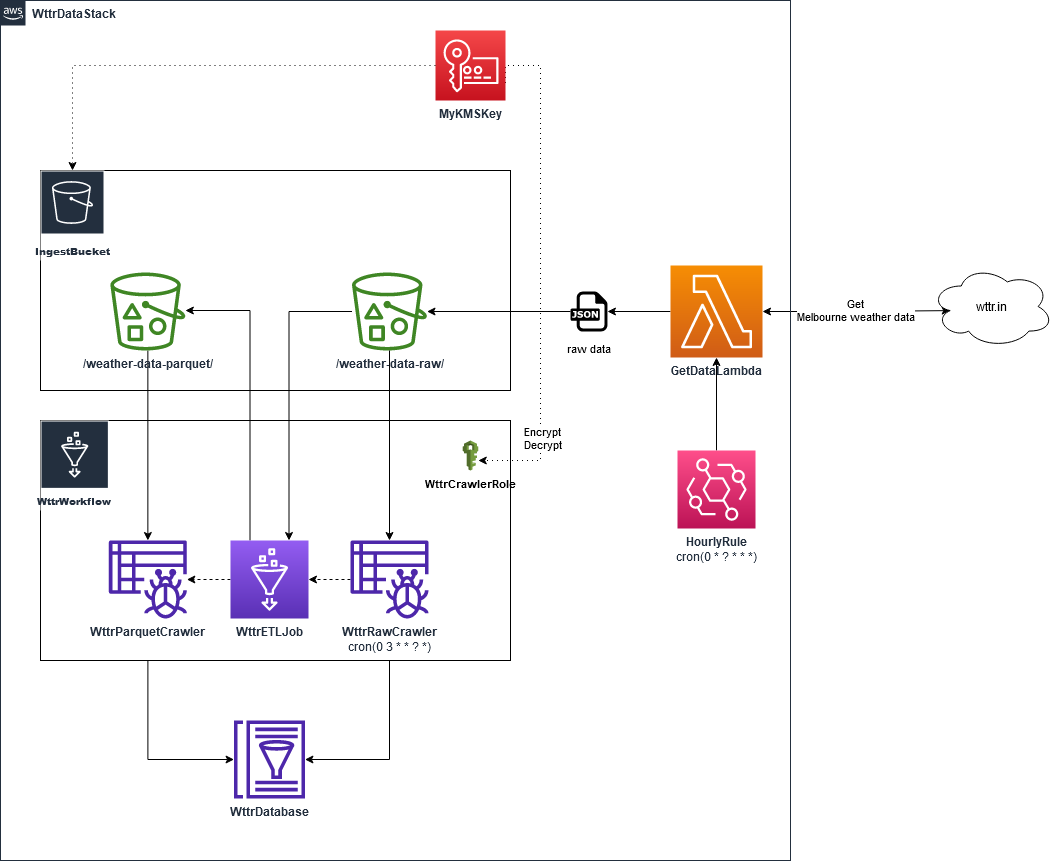 aws
WttrDataStack
MyKMSKey
IngestBucket
/weather-data-parquet/
/weather-data-raw/
JSON
raw data
GetDataLambda
Get
Melbourne weather data
wttr.in
Encrypt
Decrypt
WttrCrawlerRole
WttrWorkflow
HourlyRule
cron(0 * ? * * *)
WttrParquetCrawler
WttrETLJob
WttrRawCrawler
cron(0 3 * * ? *)
WttrDatabase